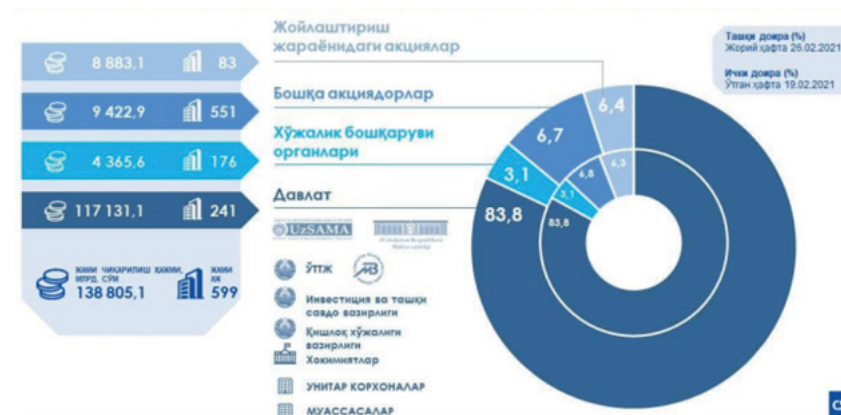 Жойлаштириш
жараёнидаги акциялар
8 883,1 83
Бошқа акциядорлар
9 422,9 551
Хўжалик бошқаруви
органлари
4 365,6 176
Давлат
117 131,1 241
ЖАМИ ЧИҚАРИЛИШ ҲАЖМИ,
МЛРД. СЎМ
138 805,1
ЖАМИ
АЖ
599
UzSAMA
ЎТПЖ
Инвестиция ва ташқи
савдо вазирлиги
Қишлоқ хўжалиги
вазирлиги
Хокимиятлар
УНИТАР КОРХОНАЛАР
МУАССАСАЛАР
Ташқи доира (%)
Жорий ҳафта 26.02.2021
Ички доира (%)
Ўтган ҳафта 19.02.2021
6,4
6,7
3,1
83,8
6,3
6,8
3,1
83,8